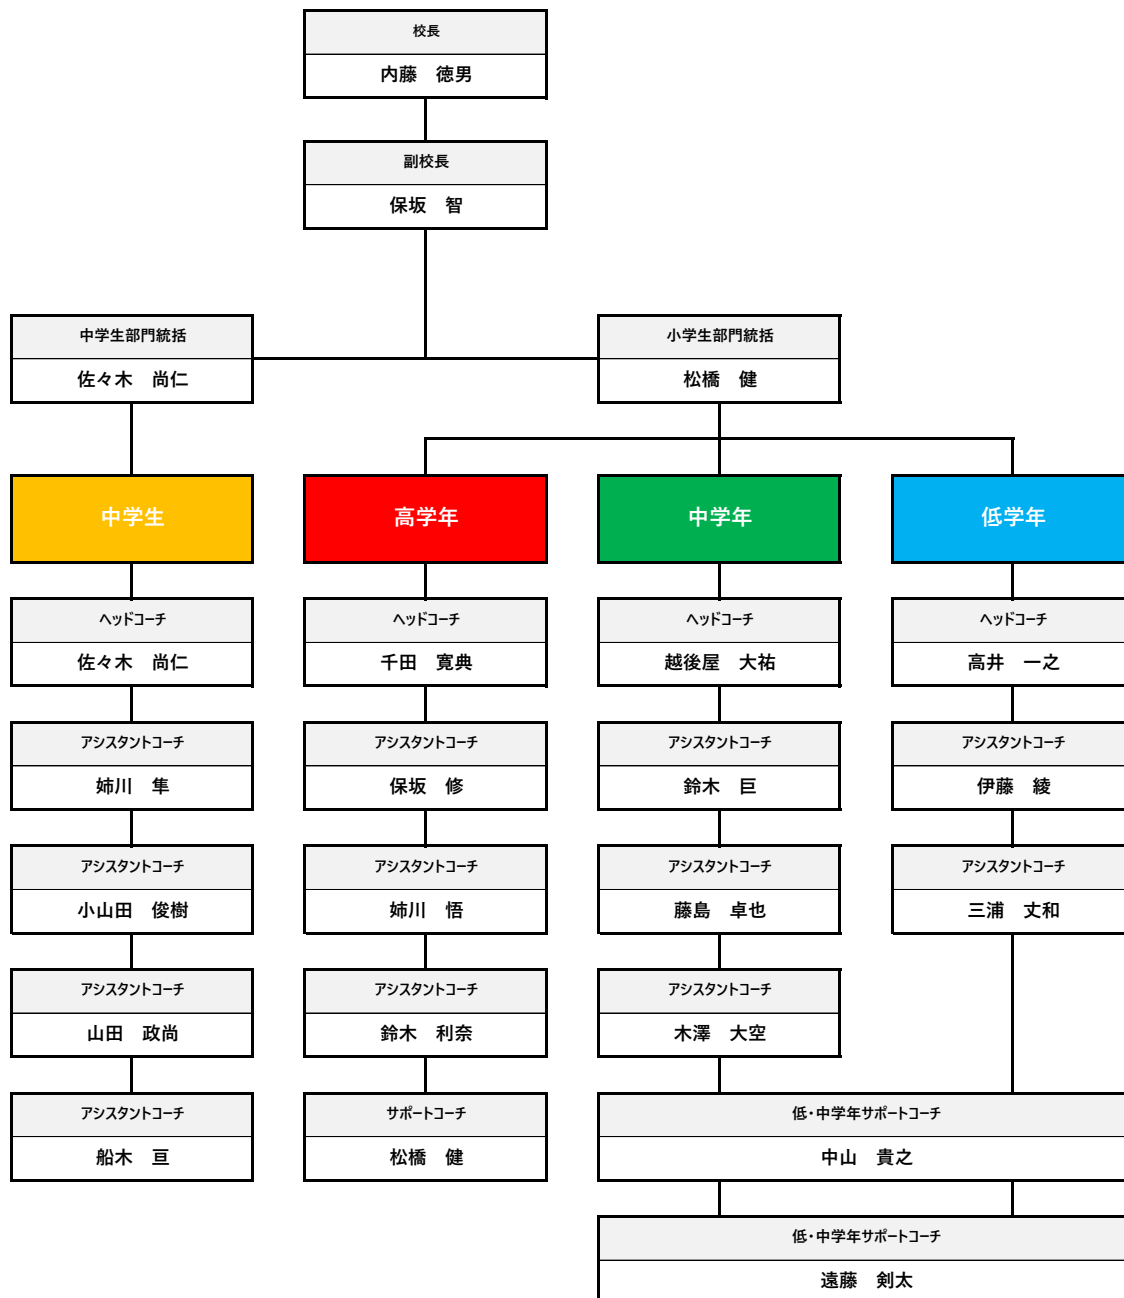 校長
内藤　徳男
副校長
保坂　智
中学生部門統括
佐々木　尚仁
小学生部門統括
松橋　健
中学生
高学年
中学年
低学年
ヘッドコーチ
佐々木　尚仁
ヘッドコーチ
千田　寛典
ヘッドコーチ
越後屋　大祐
ヘッドコーチ
高井　一之
アシスタントコーチ
姉川　隼
アシスタントコーチ
保坂　修
アシスタントコーチ
鈴木　巨
アシスタントコーチ
伊藤　綾
アシスタントコーチ
小山田　俊樹
アシスタントコーチ
姉川　悟
アシスタントコーチ
藤島　卓也
アシスタントコーチ
三浦　丈和
アシスタントコーチ
山田　政尚
アシスタントコーチ
鈴木　利奈
アシスタントコーチ
木澤　大空
アシスタントコーチ
船木　亘
サポートコーチ
松橋　健
低・中学年サポートコーチ
中山　貴之
低・中学年サポートコーチ
遠藤　剣太